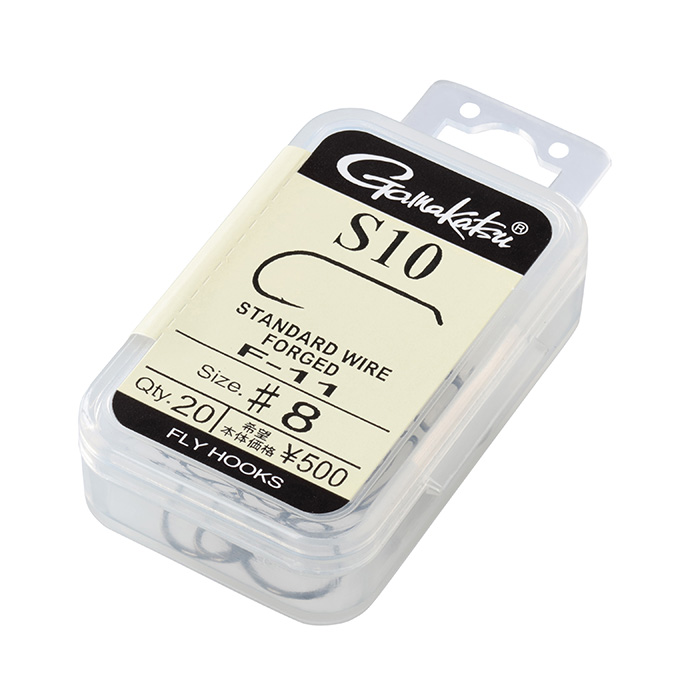 Gamakatsu®
S10
STANDARD WIRE
FORGED
F-11
Size. #8
Qty. 20 希望本体価格 ¥500
FLY HOOKS